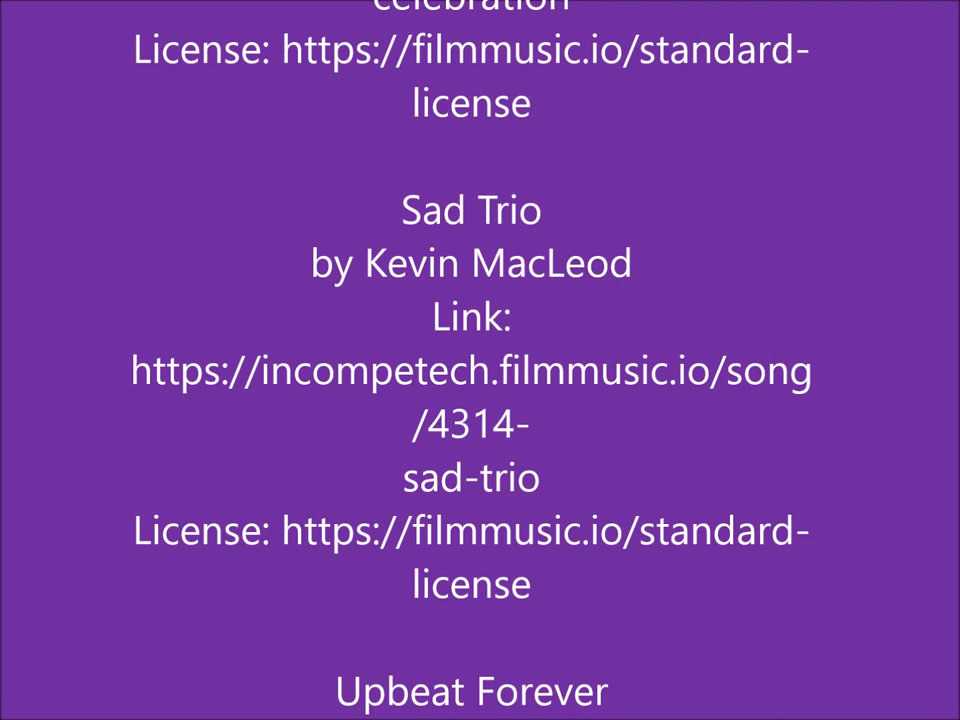 celebration
License: https://filmmusic.io/standard-
license
Sad Trio
by Kevin MacLeod
Link:
https://incompetech.filmmusic.io/song
/4314-
sad-trio
License: https://filmmusic.io/standard-
license
Upbeat Forever